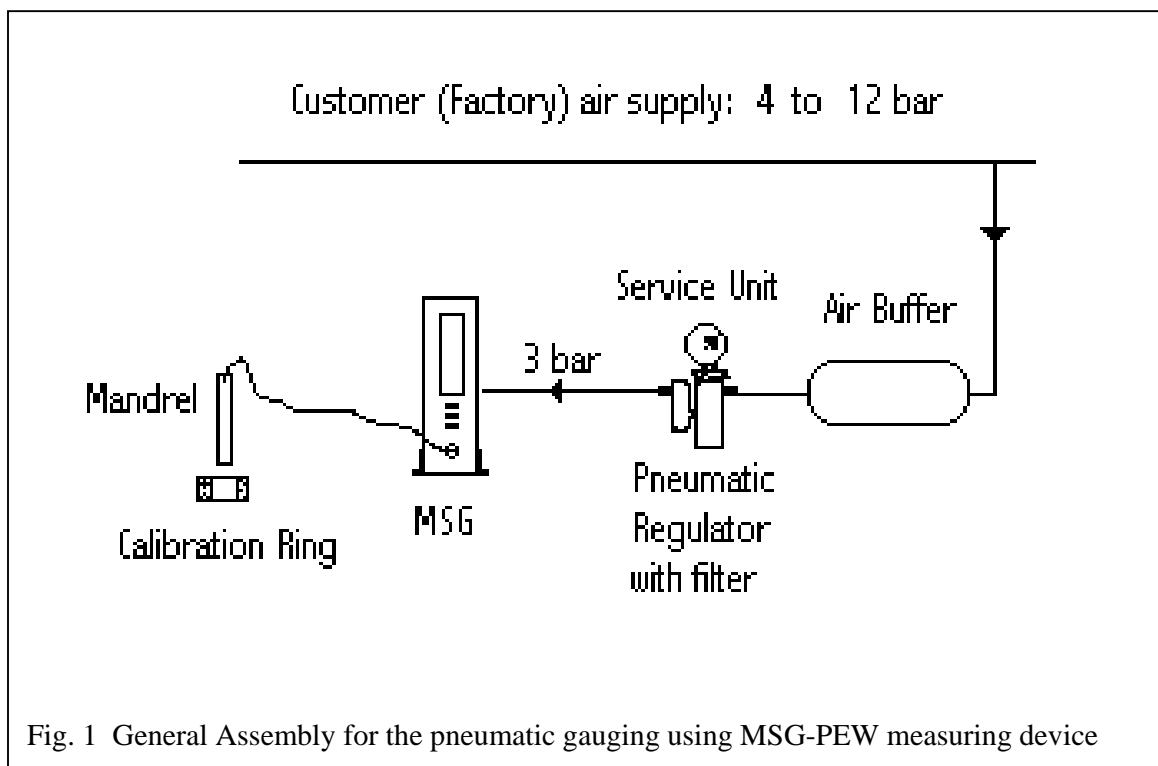 Customer (Factory) air supply: 4 to 12 bar
Service Unit
Air Buffer
3 bar
Mandrel
MSG
Calibration Ring
Pneumatic
Regulator
with filter
Fig. 1 General Assembly for the pneumatic gauging using MSG-PEW measuring device